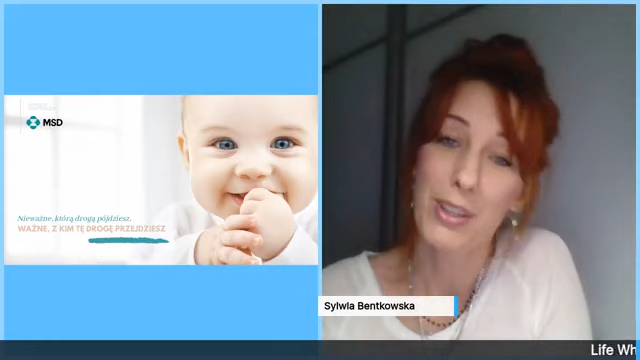 MSD
Nieważne, którą drogą pójdziesz,
WAŻNE, Z KIM TĘ DROGĘ PRZEJDZIESZ
Sylwia Bentkowska
Life Wh